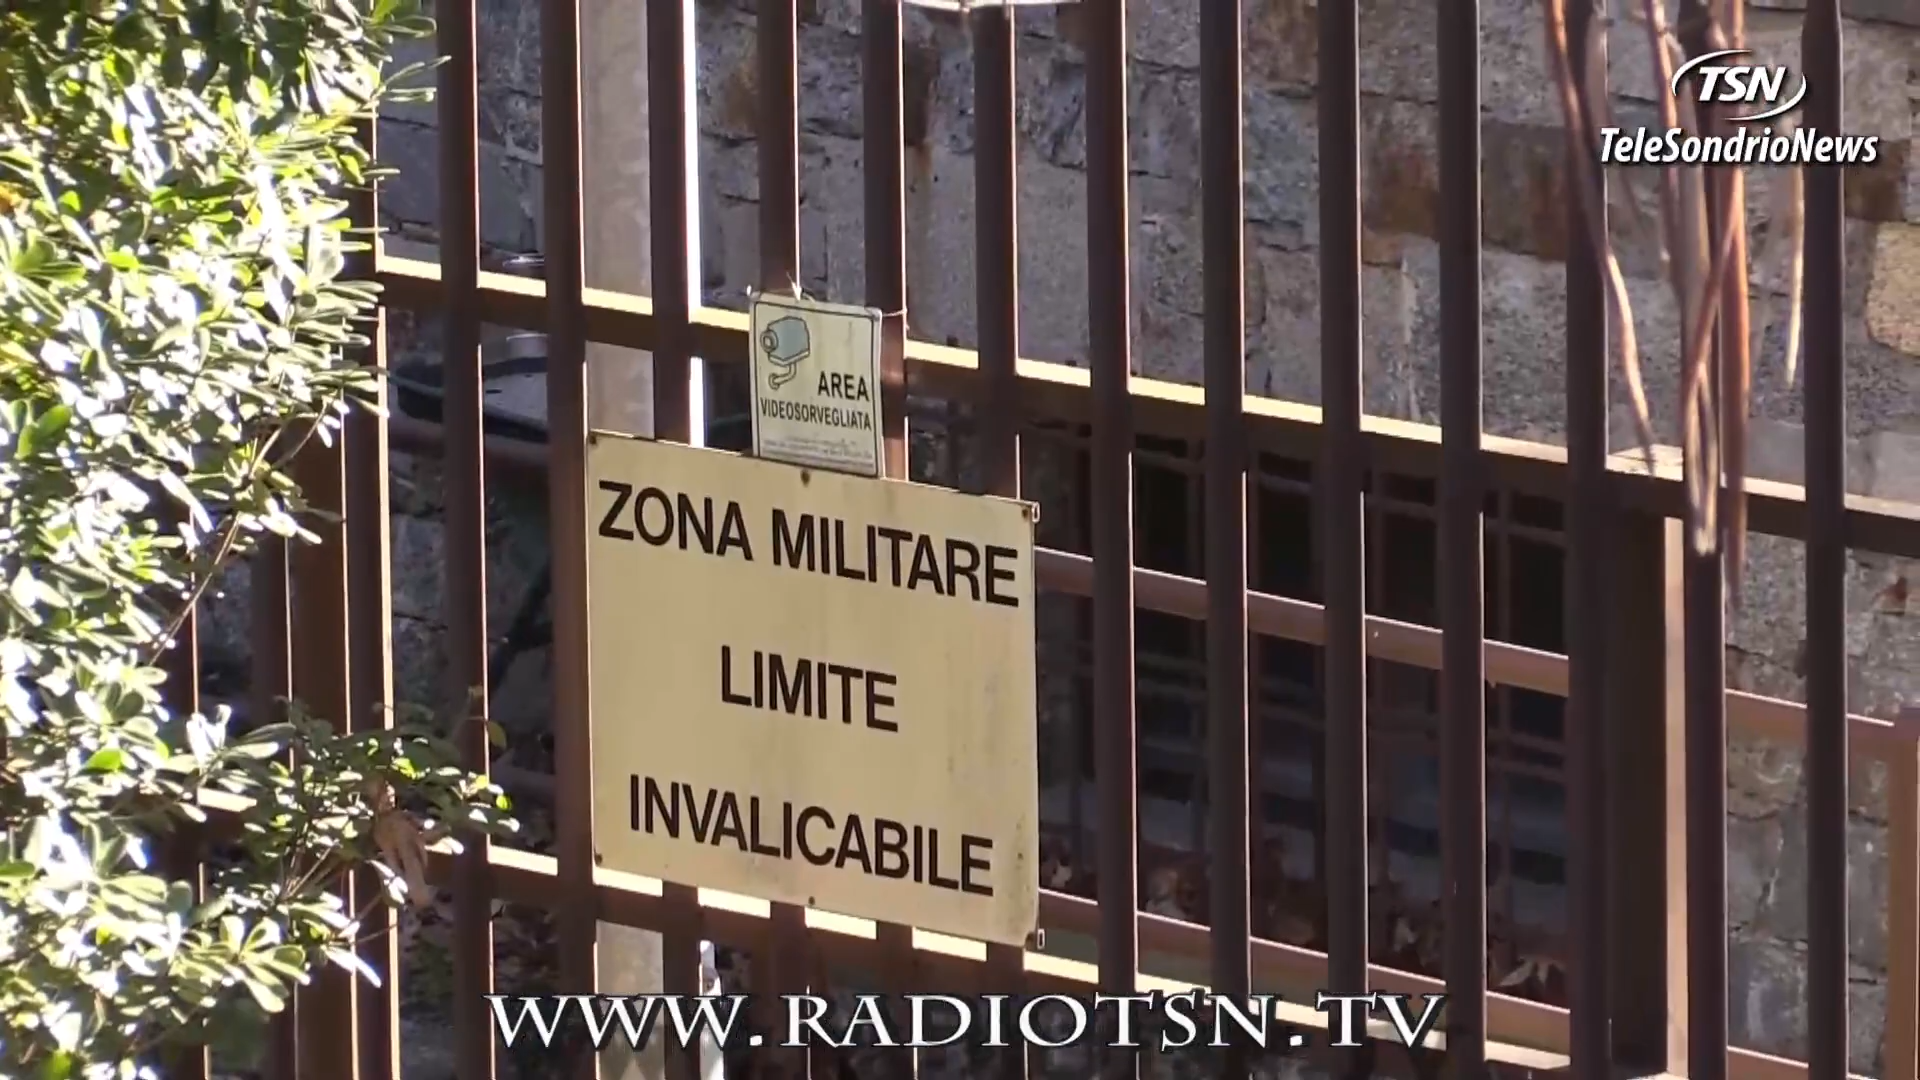 TSN
TeleSondrioNews
AREA
VIDEOSORVEGLIATA
ZONA MILITARE
LIMITE
INVALICABILE
WWW.RADIOTSN.TV